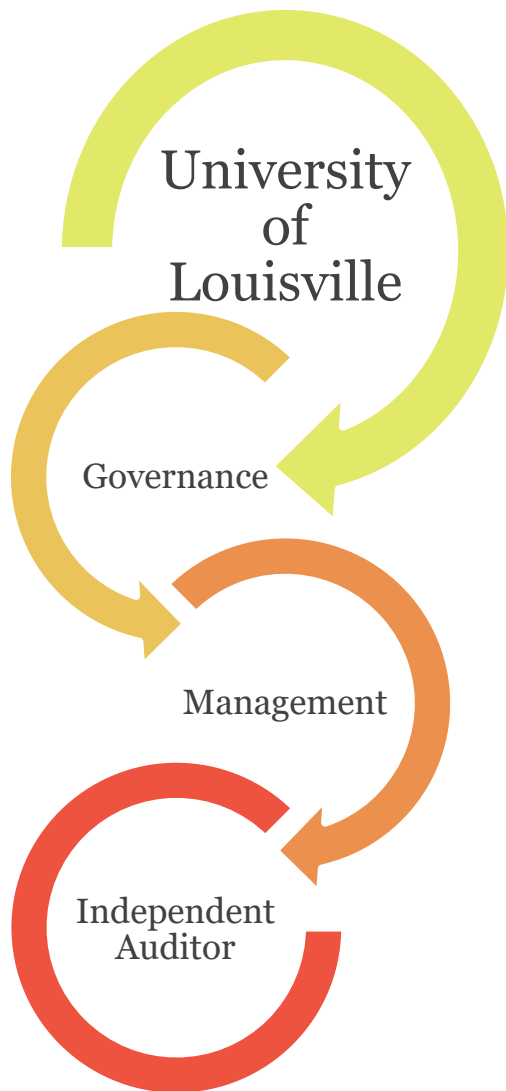 University
of
Louisville
Governance
Management
Independent
Auditor